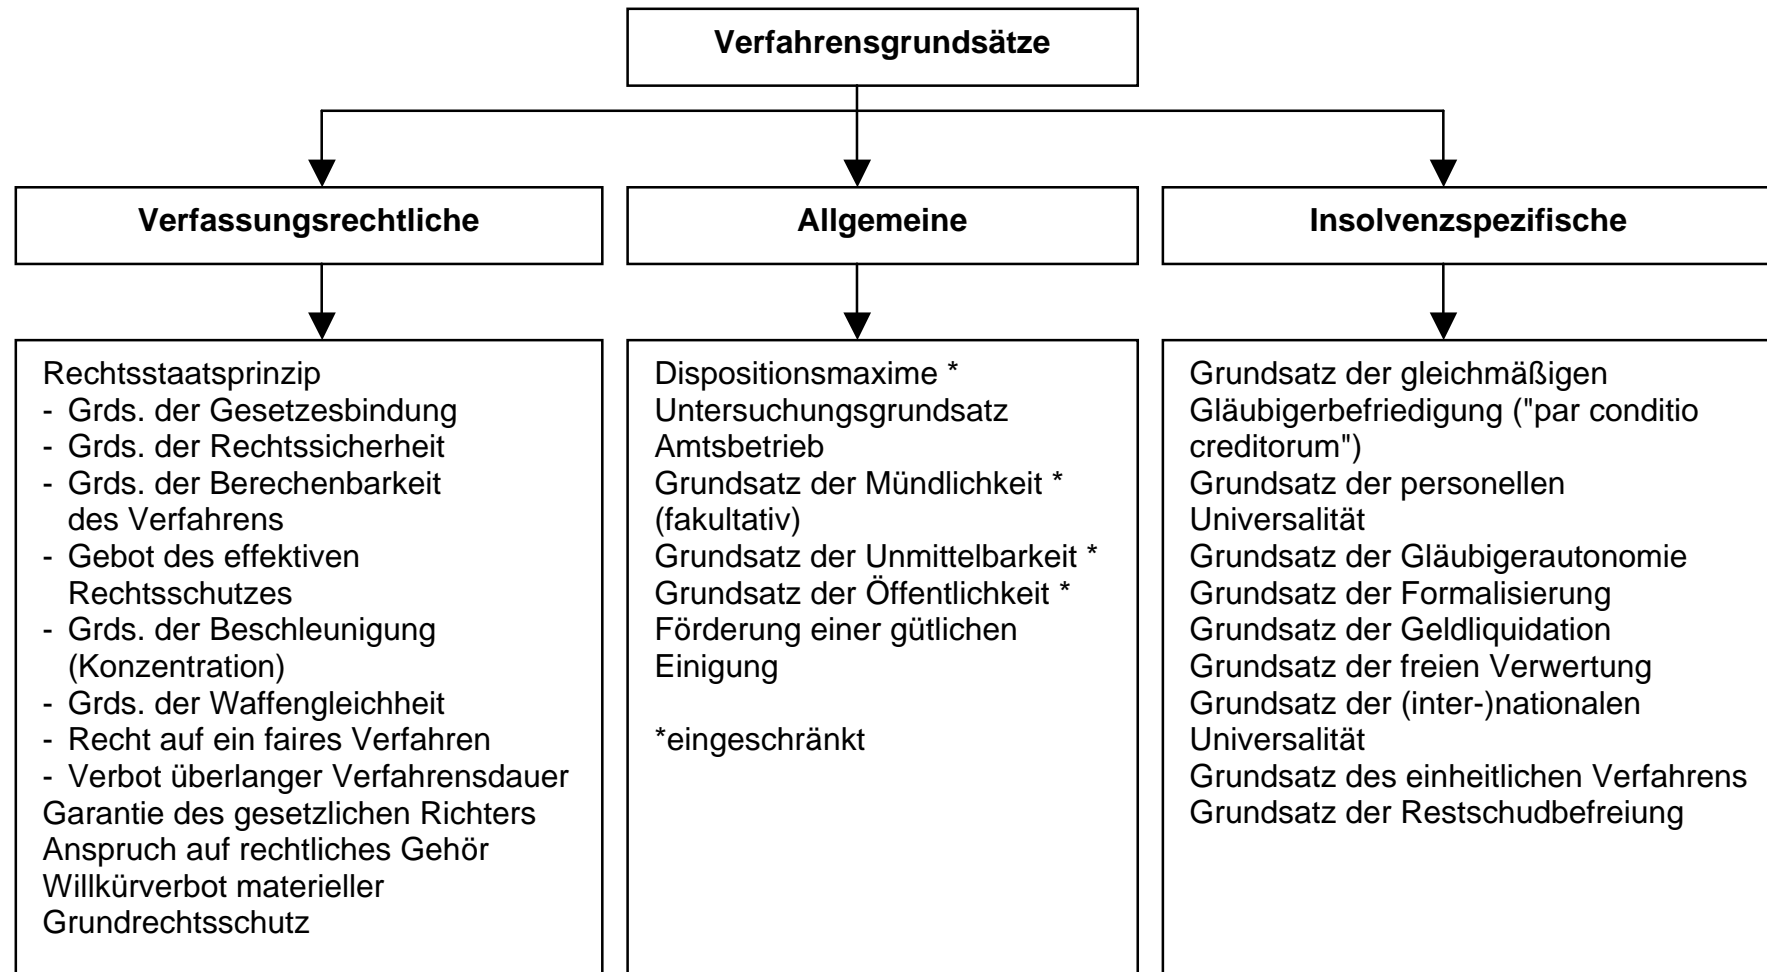 Verfahrensgrundsätze
Verfassungsrechtliche
Allgemeine
Insolvenzspezifische
Rechtsstaatsprinzip
- Grds. der Gesetzesbindung
- Grds. der Rechtssicherheit
- Grds. der Berechenbarkeit
des Verfahrens
- Gebot des effektiven
Rechtsschutzes
- Grds. der Beschleunigung
(Konzentration)
- Grds. der Waffengleichheit
- Recht auf ein faires Verfahren
- Verbot überlanger Verfahrensdauer
Garantie des gesetzlichen Richters
Anspruch auf rechtliches Gehör
Willkürverbot materieller
Grundrechtsschutz
Dispositionsmaxime *
Untersuchungsgrundsatz
Amtsbetrieb
Grundsatz der Mündlichkeit *
(fakultativ)
Grundsatz der Unmittelbarkeit *
Grundsatz der Öffentlichkeit *
Förderung einer gütlichen
Einigung
*eingeschränkt
Grundsatz der gleichmäßigen
Gläubigerbefriedigung ("par conditio
creditorum")
Grundsatz der personellen
Universalität
Grundsatz der Gläubigerautonomie
Grundsatz der Formalisierung
Grundsatz der Geldliquidation
Grundsatz der freien Verwertung
Grundsatz der (inter-)nationalen
Universalität
Grundsatz des einheitlichen Verfahrens
Grundsatz der Restschudbefreiung